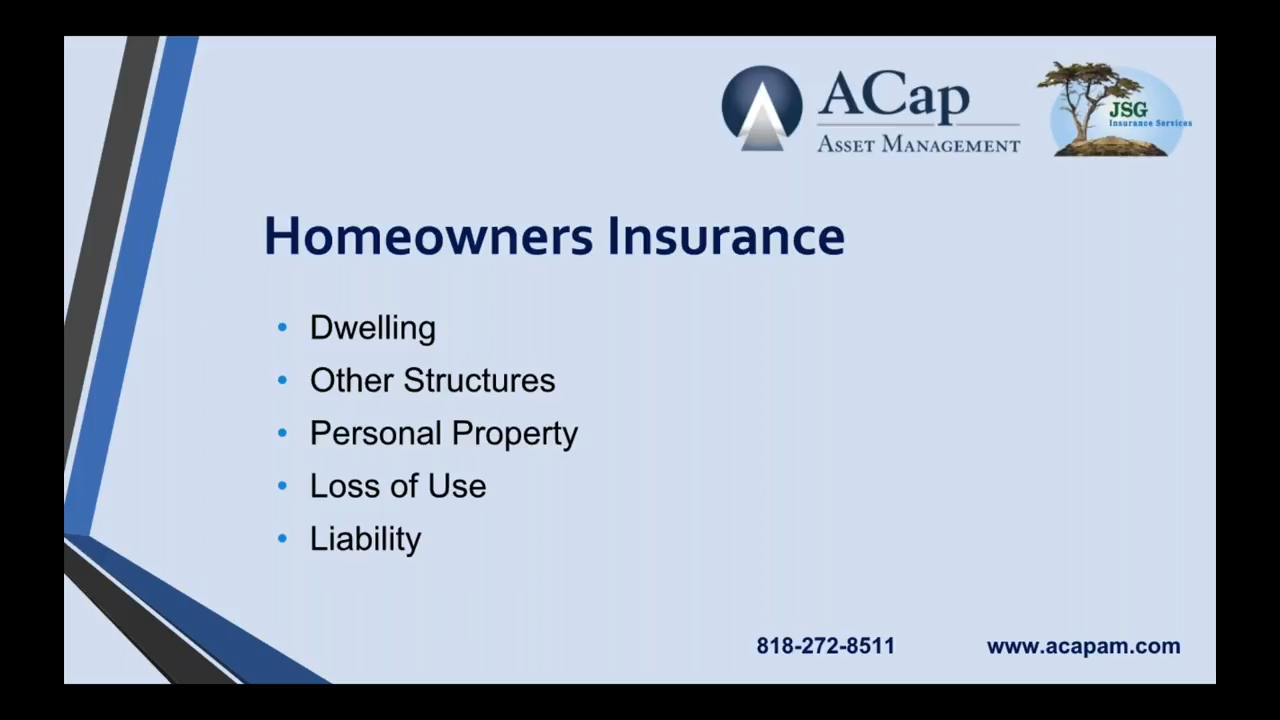 ACap
ASSET MANAGEMENT
JSG
Insurance Services
Homeowners Insurance
• Dwelling
• Other Structures
• Personal Property
• Loss of Use
• Liability
818-272-8511
www.acapam.com